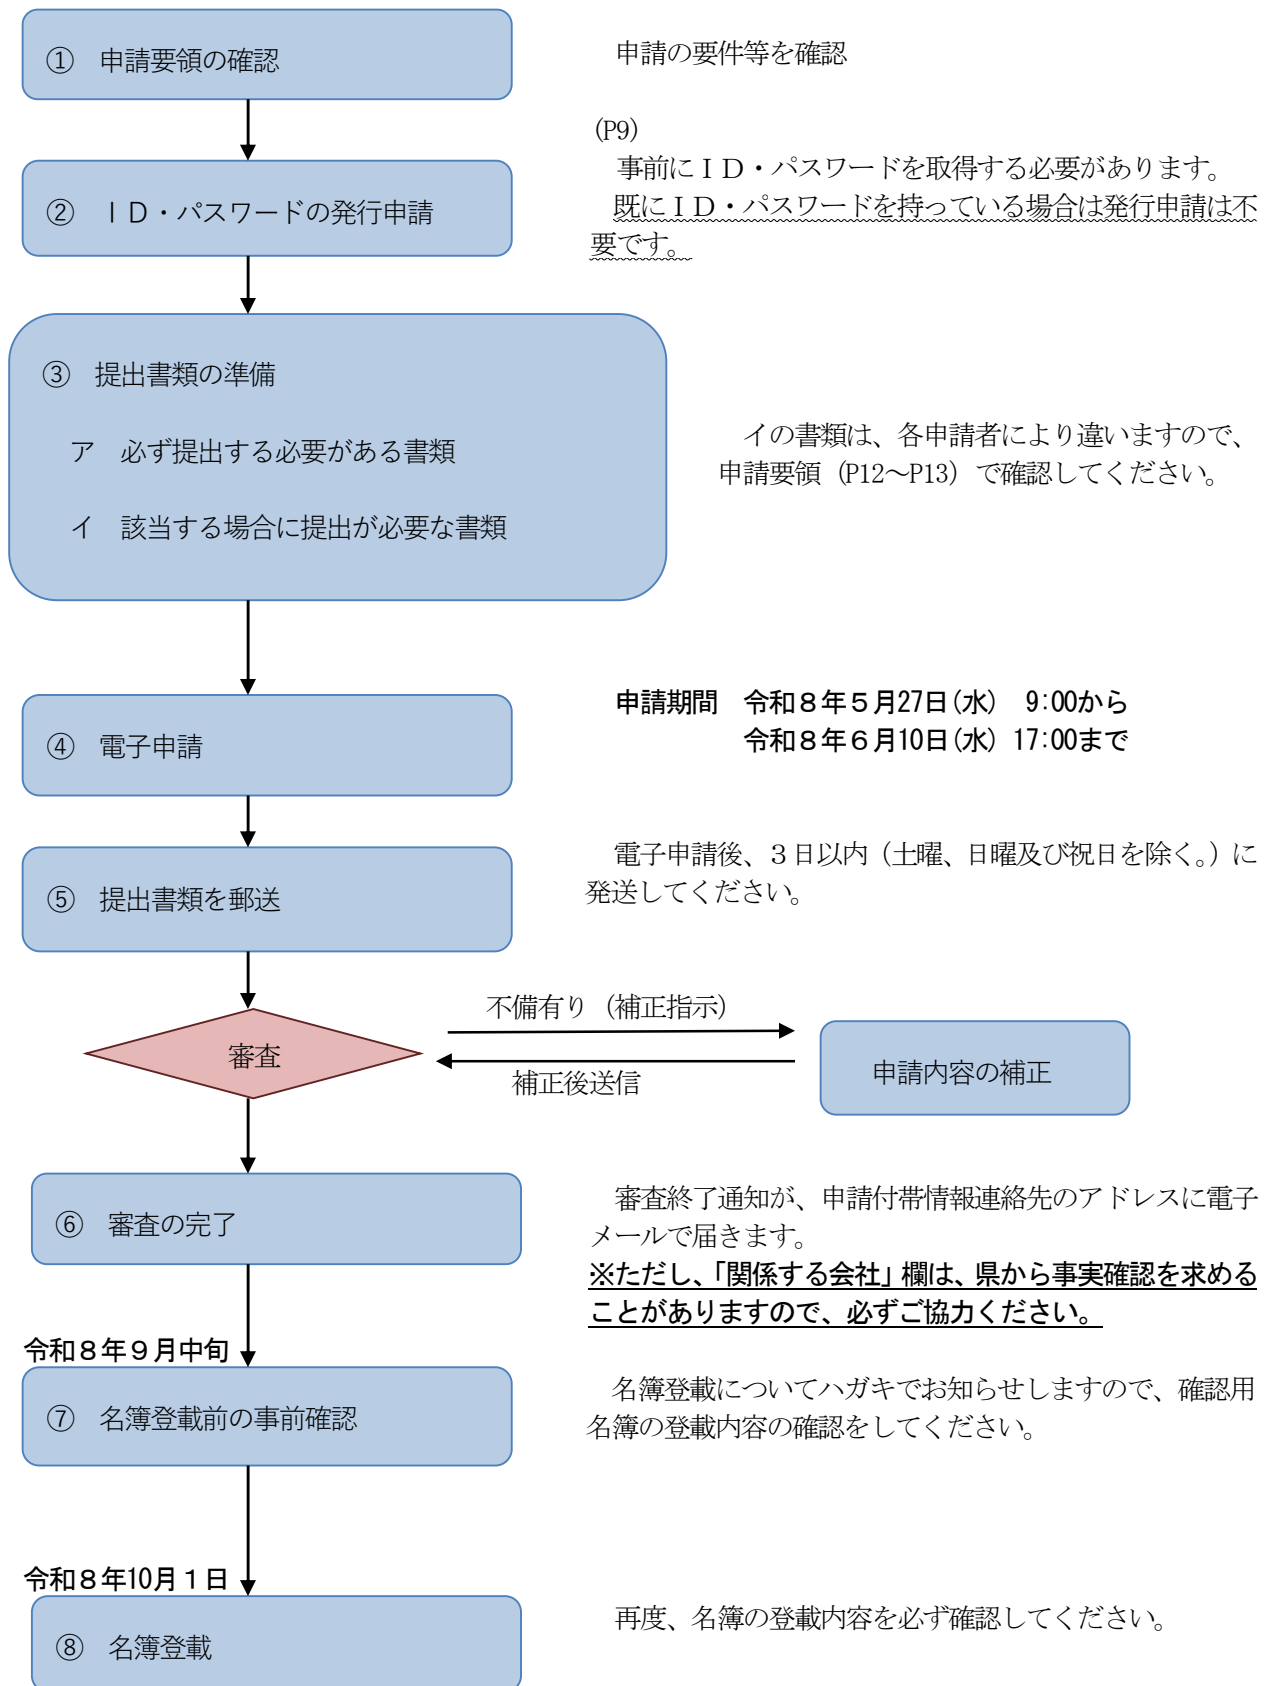 ① 申請要領の確認
申請の要件等を確認
(P9)
事前にＩＤ・パスワードを取得する必要があります。
② ＩＤ・パスワードの発行申請
既にＩＤ・パスワードを持っている場合は発行申請は不
要です。
③ 提出書類の準備
ア 必ず提出する必要がある書類
イ 該当する場合に提出が必要な書類
イの書類は、各申請者により違いますので、
申請要領（P12～P13）で確認してください。
④ 電子申請
申請期間 令和８年５月27日(水) 9:00から
令和８年６月10日(水) 17:00まで
⑤ 提出書類を郵送
電子申請後、３日以内（土曜、日曜及び祝日を除く。）に
発送してください。
審査
不備有り（補正指示）
補正後送信
申請内容の補正
⑥ 審査の完了
審査終了通知が、申請付帯情報連絡先のアドレスに電子
メールで届きます。
※ただし、「関係する会社」欄は、県から事実確認を求める
ことがありますので、必ずご協力ください。
令和８年９月中旬
⑦ 名簿登載前の事前確認
名簿登載についてハガキでお知らせしますので、確認用
名簿の登載内容の確認をしてください。
令和８年10月１日
⑧ 名簿登載
再度、名簿の登載内容を必ず確認してください。